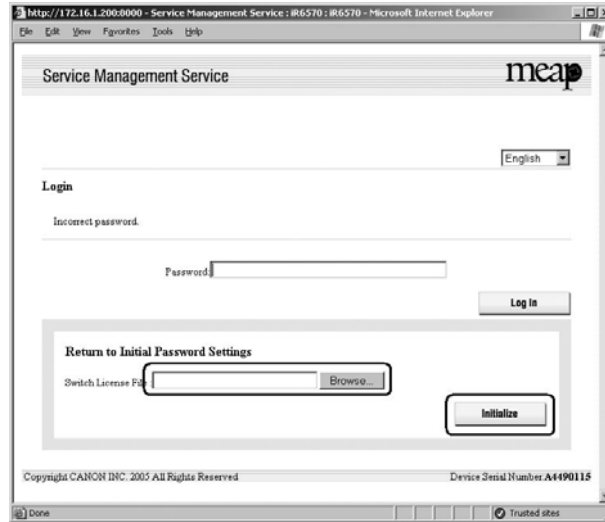 http://172.16.1.200:8000 - Service Management Service : iR6570 : iR6570 - Microsoft Internet Explorer
File Edit View Favorites Tools Help
Service Management Service
meap
English
Login
Incorrect password.
Password:
Log In
Return to Initial Password Settings
Switch License File :
Browse...
Initialize
Copyright CANON INC. 2005 All Rights Reserved
Device Serial Number:A4490115
Done
Trusted sites